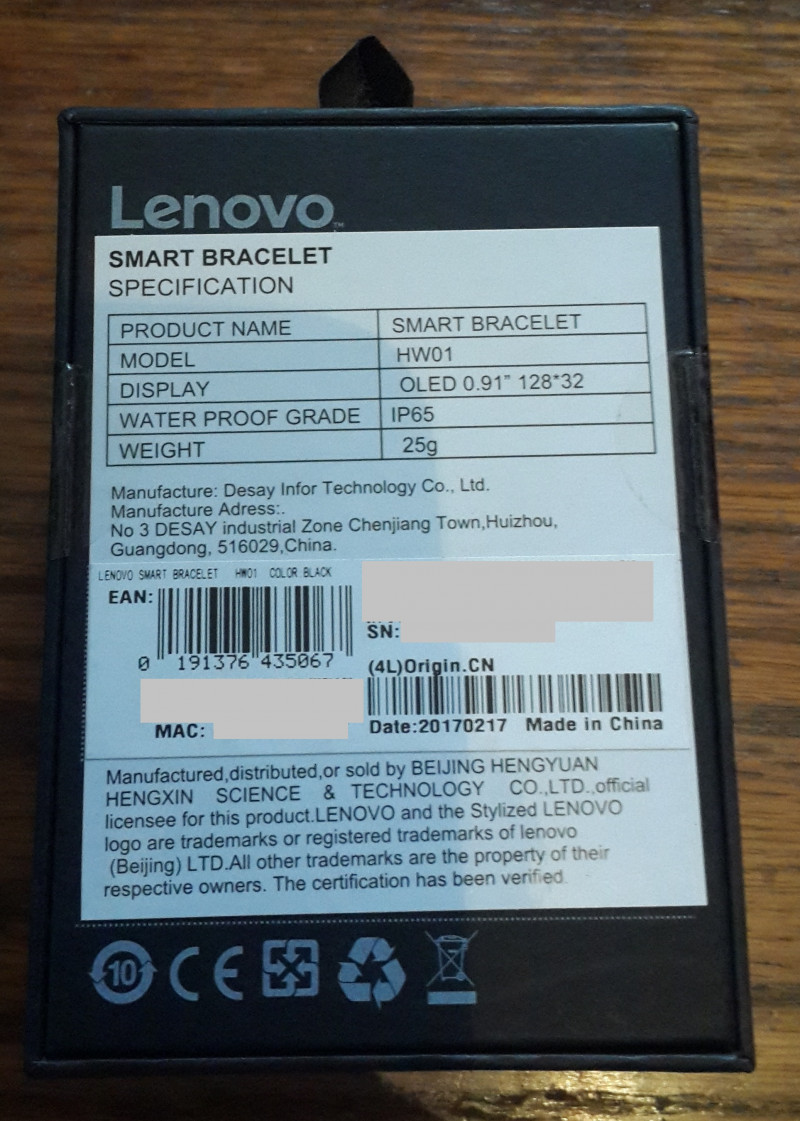 Lenovo™
SMART BRACELET
SPECIFICATION
PRODUCT NAME SMART BRACELET
MODEL HW01
DISPLAY OLED 0.91" 128*32
WATER PROOF GRADE IP65
WEIGHT 25g
Manufacture: Desay Infor Technology Co., Ltd.
Manufacture Adress:.
No 3 DESAY industrial Zone Chenjiang Town,Huizhou,
Guangdong, 516029,China.
LENOVO SMART BRACELET HW01 COLOR BLACK
EAN:
0 191376 435067
SN:
(4L)Origin.CN
MAC:
Date:20170217 Made in China
Manufactured,distributed,or sold by BEIJING HENGYUAN
HENGXIN SCIENCE & TECHNOLOGY CO.,LTD.,official
licensee for this product.LENOVO and the Stylized LENOVO
logo are trademarks or registered trademarks of lenovo
(Beijing) LTD.All other trademarks are the property of their
respective owners. The certification has been verified.
10 CE